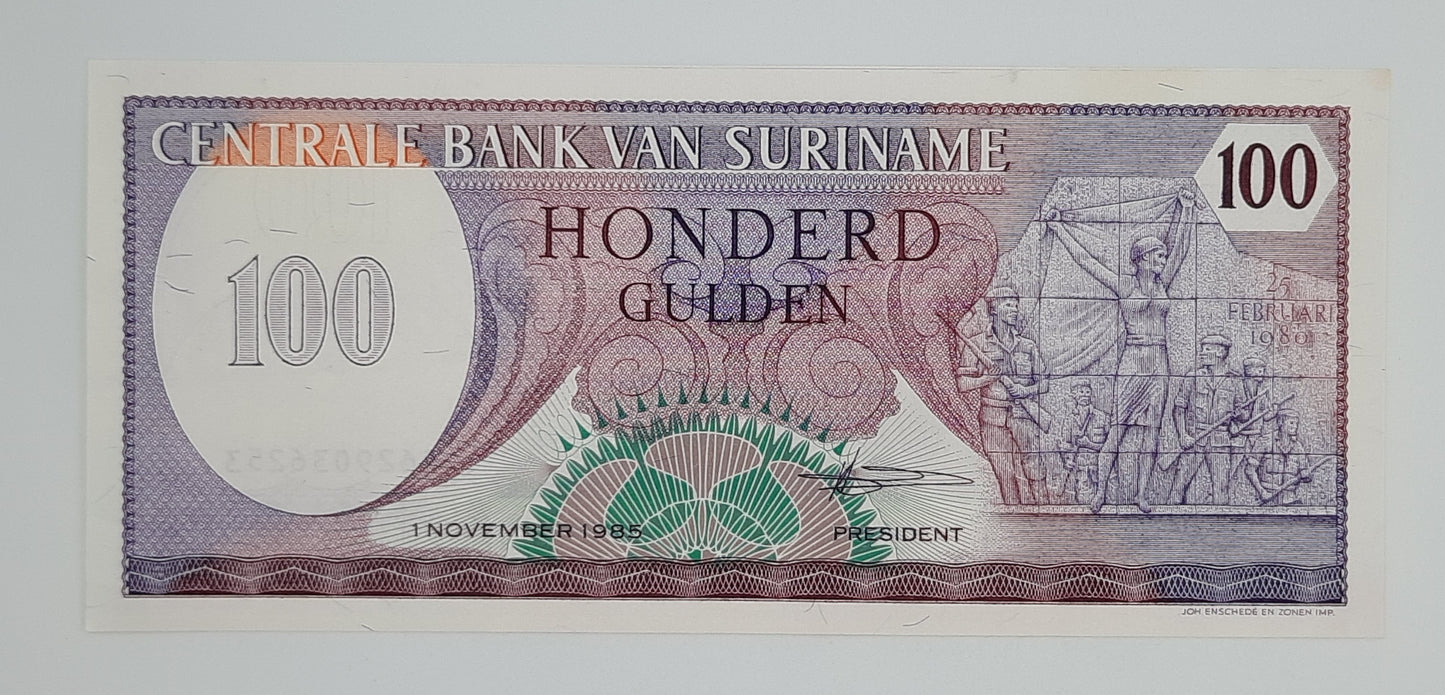 CENTRALE BANK VAN SURINAME
100
HONDERD
GULDEN
100
25
FEBRUARI
1980
1 NOVEMBER 1985
PRESIDENT
JOH. ENSCHEDÉ EN ZONEN IMP.